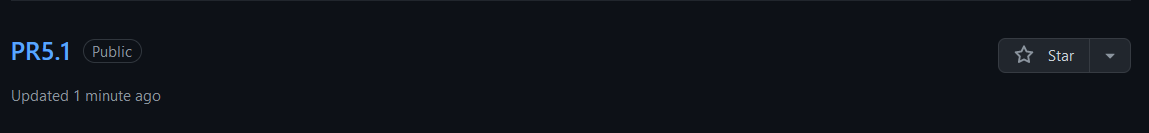 PR5.1 Public
Star
Updated 1 minute ago